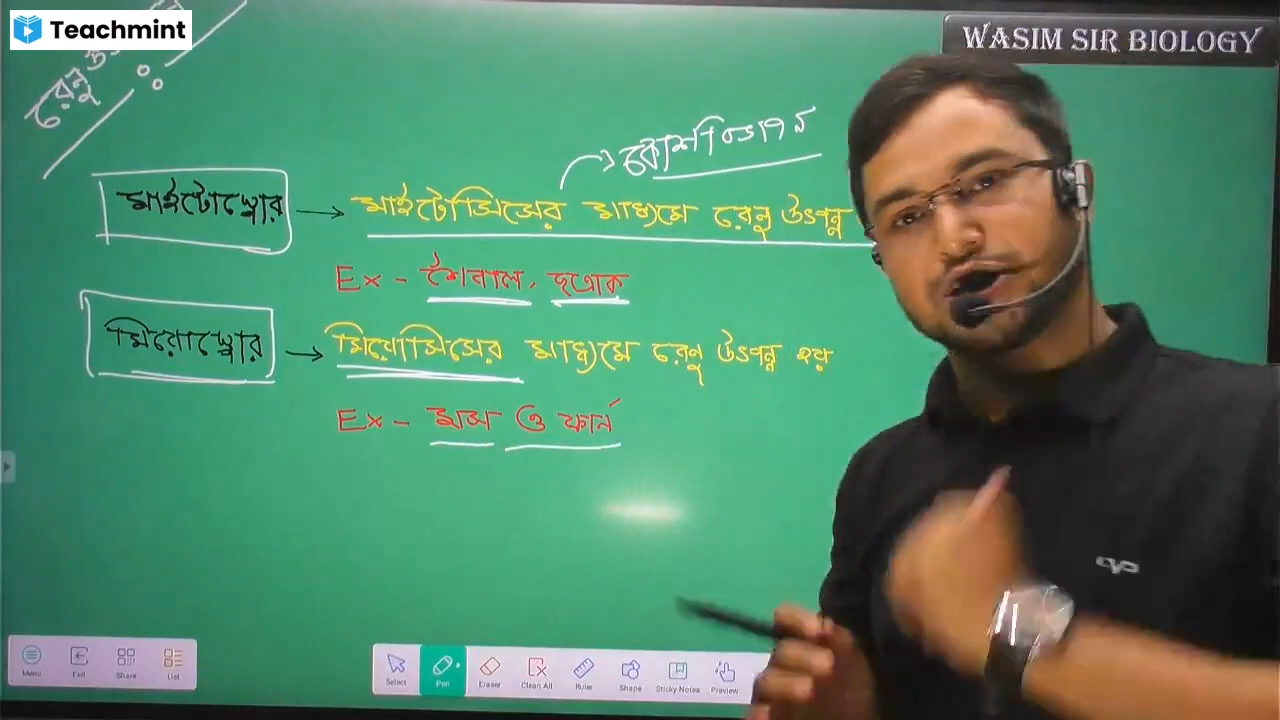 Teachmint
WASIM SIR BIOLOGY
রেনু
কোশ বিভাজন
মাইটোস্পোর → মাইটোসিসের মাধ্যমে রেনু উৎপন্ন
Ex - শৈবাল, ছত্রাক
মিয়োস্পোর → মিয়োসিসের মাধ্যমে রেনু উৎপন্ন হয়
Ex - মস ও ফার্ন
Menu Exit Share List
Select Pen Eraser Clean All Ruler Shape Sticky Notes Preview